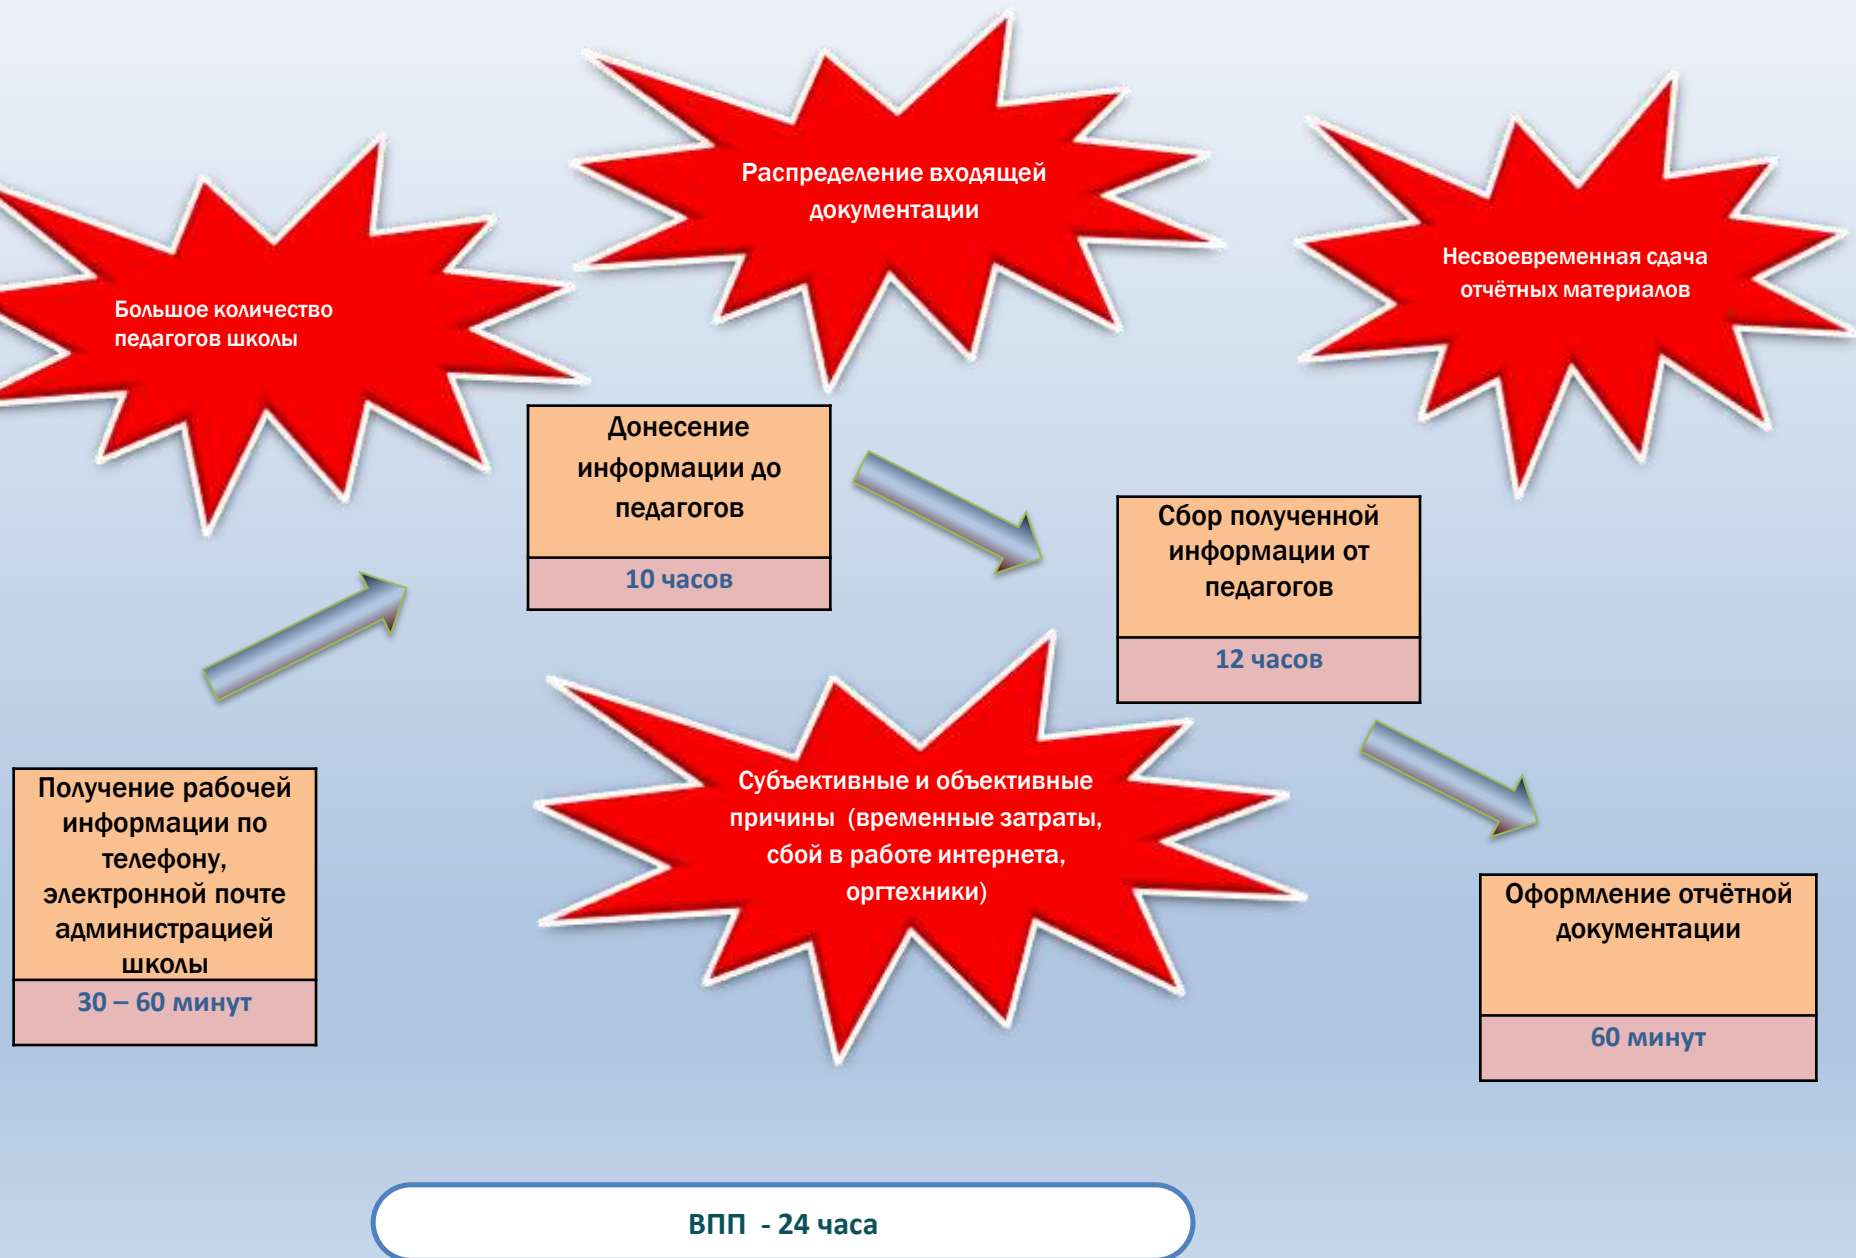 Распределение входящей
документации
Несвоевременная сдача
отчётных материалов
Большое количество
педагогов школы
Донесение
информации до
педагогов
10 часов
Сбор полученной
информации от
педагогов
12 часов
Получение рабочей
информации по
телефону,
электронной почте
администрацией
школы
30 – 60 минут
Субъективные и объективные
причины (временные затраты,
сбой в работе интернета,
оргтехники)
Оформление отчётной
документации
60 минут
ВПП - 24 часа